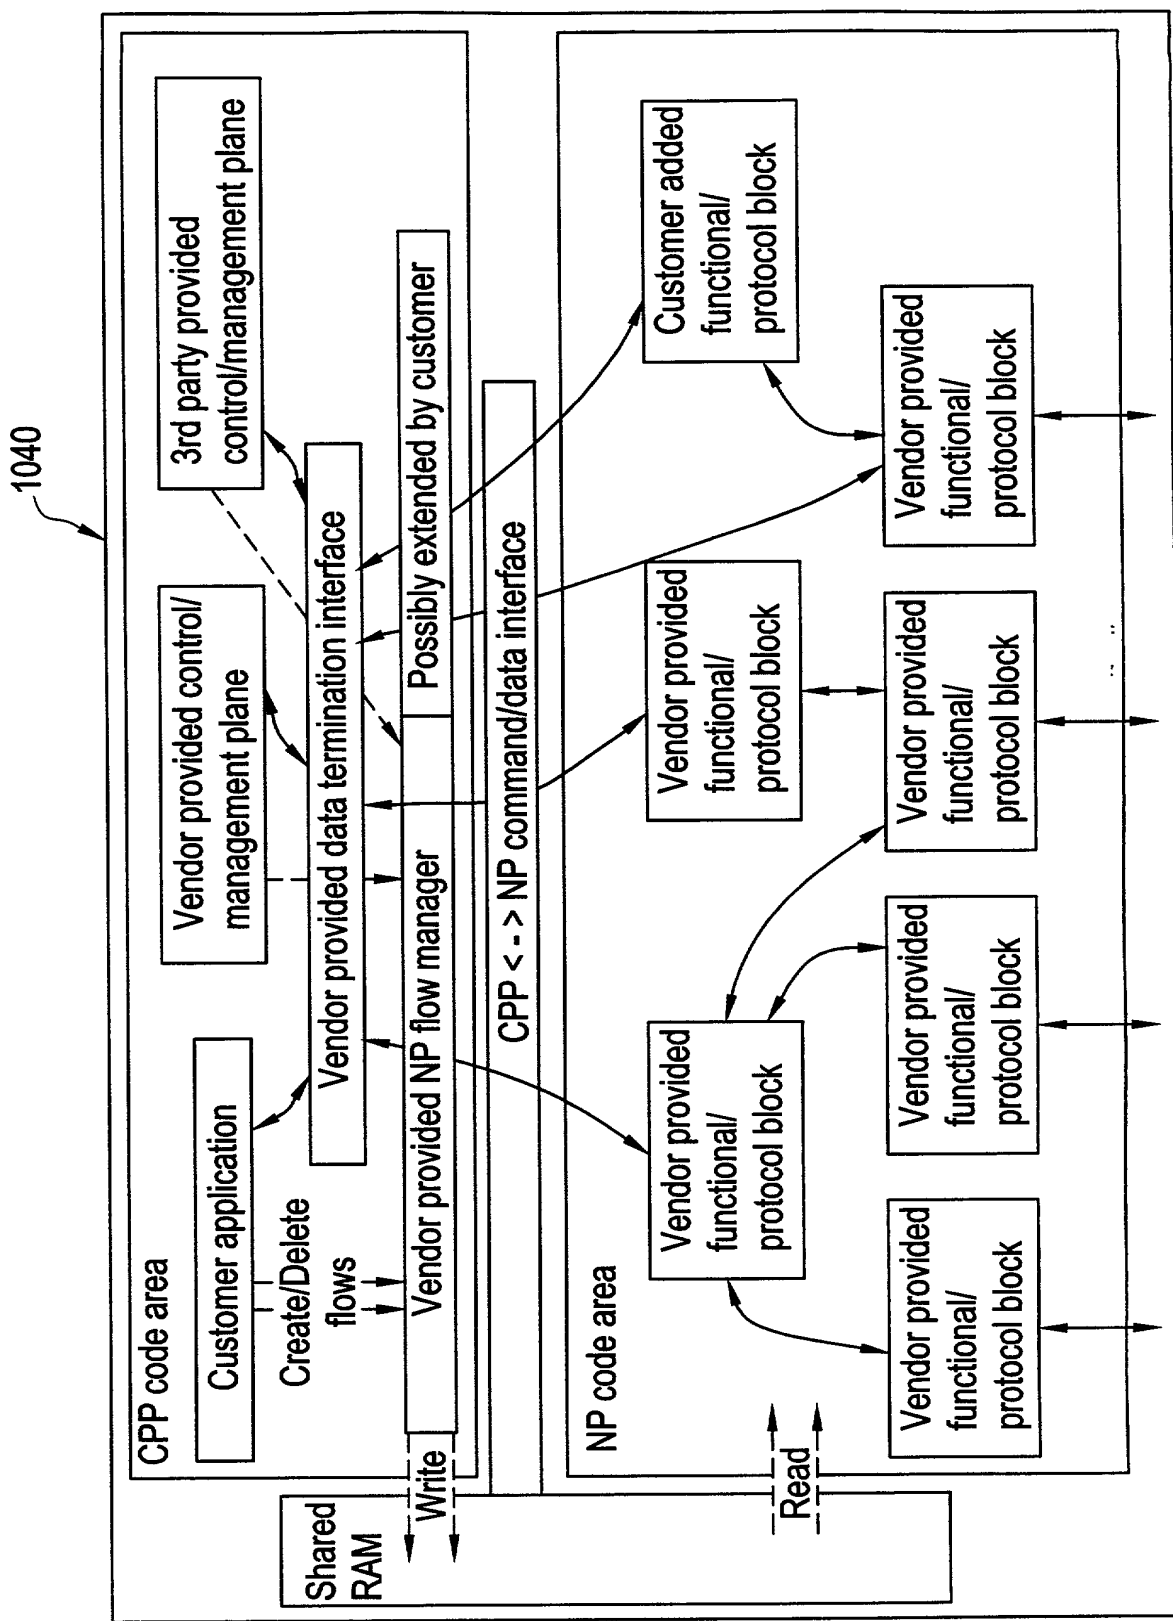 1040
CPP code area
Customer application
Vendor provided control/
management plane
3rd party provided
control/management plane
Create/Delete
flows
Vendor provided data termination interface
Vendor provided NP flow manager
Possibly extended by customer
Write
Shared
RAM
CPP < - > NP command/data interface
NP code area
Read
Vendor provided
functional/
protocol block
Vendor provided
functional/
protocol block
Customer added
functional/
protocol block
Vendor provided
functional/
protocol block
Vendor provided
functional/
protocol block
Vendor provided
functional/
protocol block
Vendor provided
functional/
protocol block